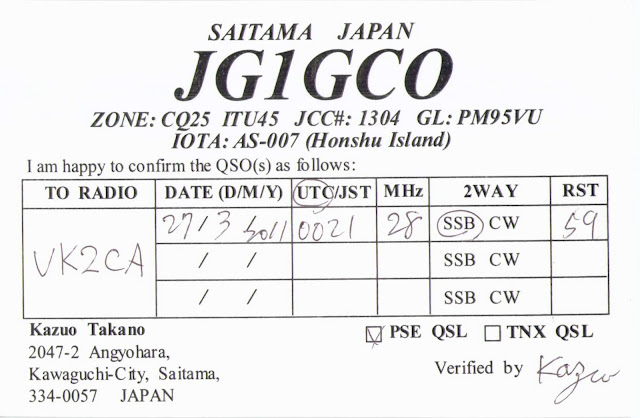 SAITAMA JAPAN
JG1GCO
ZONE: CQ25 ITU45 JCC#: 1304 GL: PM95VU
IOTA: AS-007 (Honshu Island)
I am happy to confirm the QSO(s) as follows:
TO RADIO DATE (D/M/Y) UTC/JST MHz 2WAY RST
VK2CA 27/3 2011 0021 28 SSB CW 59
/ / SSB CW
/ / SSB CW
Kazuo Takano PSE QSL TNX QSL
2047-2 Angyohara,
Kawaguchi-City, Saitama, Verified by Kazuo
334-0057 JAPAN